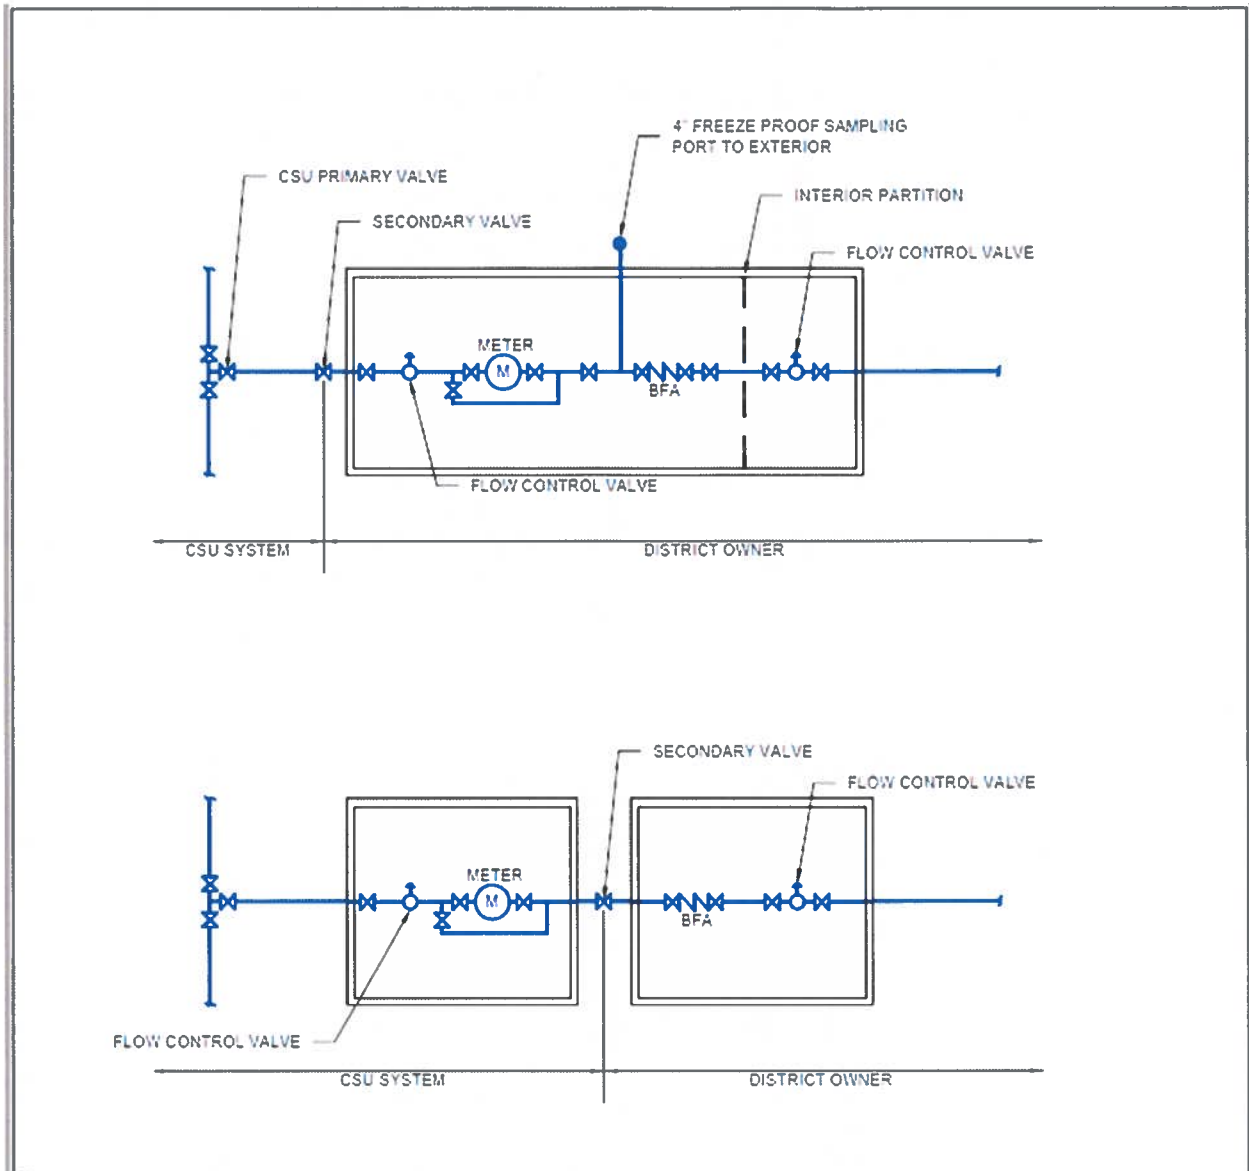 4" FREEZE PROOF SAMPLING
PORT TO EXTERIOR
CSU PRIMARY VALVE
INTERIOR PARTITION
SECONDARY VALVE
FLOW CONTROL VALVE
METER
M
BFA
FLOW CONTROL VALVE
CSU SYSTEM
DISTRICT OWNER
SECONDARY VALVE
FLOW CONTROL VALVE
METER
M
BFA
FLOW CONTROL VALVE
CSU SYSTEM
DISTRICT OWNER